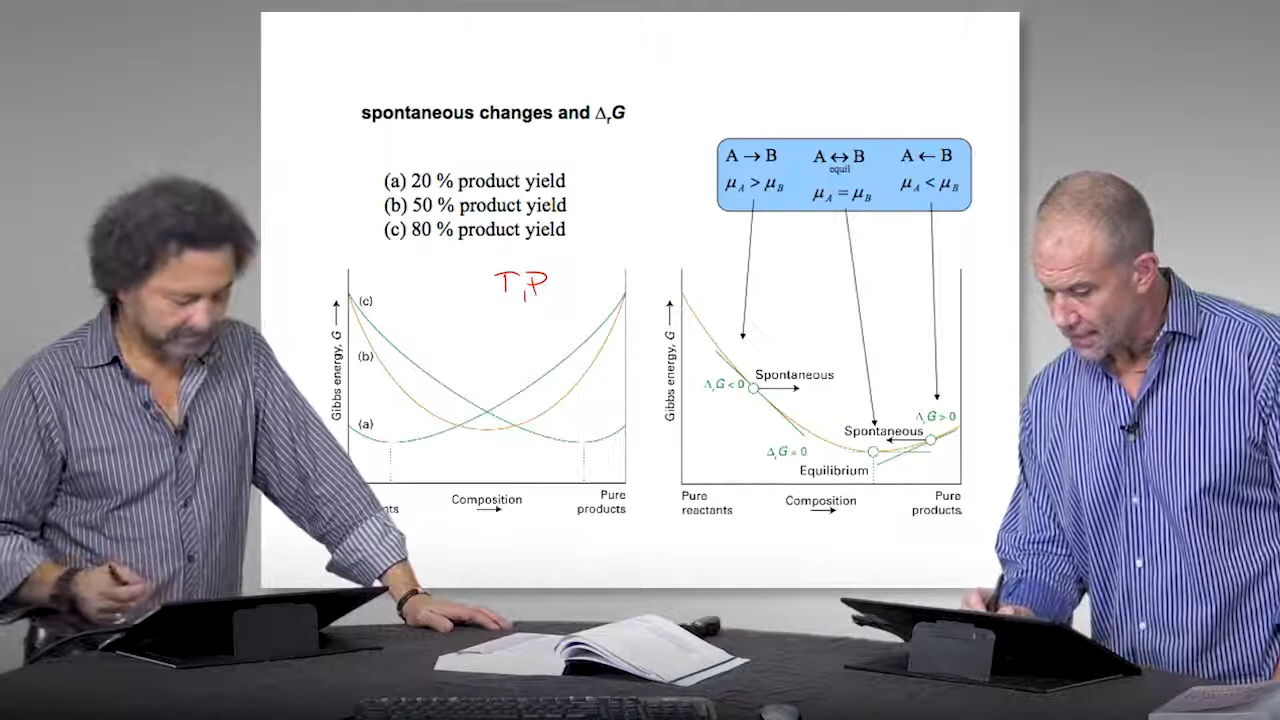 spontaneous changes and ΔrG
(a) 20 % product yield
(b) 50 % product yield
(c) 80 % product yield
T,P
A → B
μA > μB
A ↔ B
equil
μA = μB
A ← B
μA < μB
(c)
(b)
(a)
Gibbs energy, G →
nts
Composition
→
Pure
products
Gibbs energy, G →
ΔrG < 0
Spontaneous
ΔrG = 0
Spontaneous
ΔrG > 0
Equilibrium
Pure
reactants
Composition
→
Pure
products